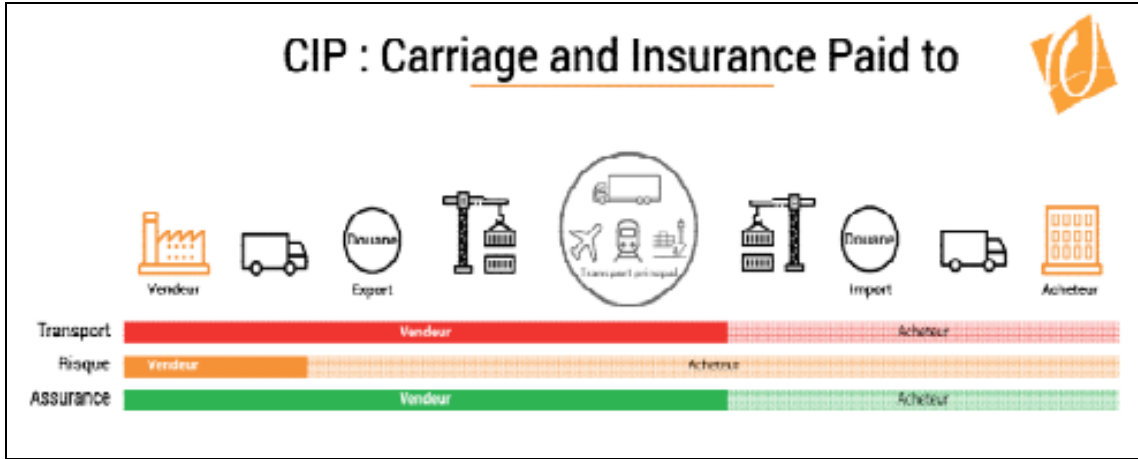 CIP : Carriage and Insurance Paid to
Douane
Transport principal
Douane
Vendeur
Export
Import
Acheteur
Transport Vendeur Acheteur
Risque Vendeur Acheteur
Assurance Vendeur Acheteur